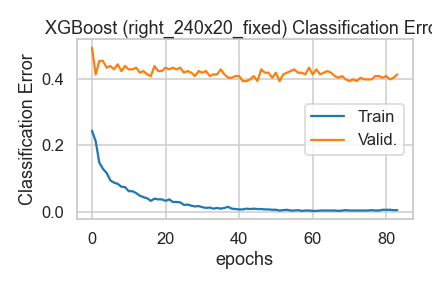 XGBoost (right_240x20_fixed) Classification Erro
Classification Error
0.4
0.2
0.0
Train
Valid.
0
20
40
60
80
epochs